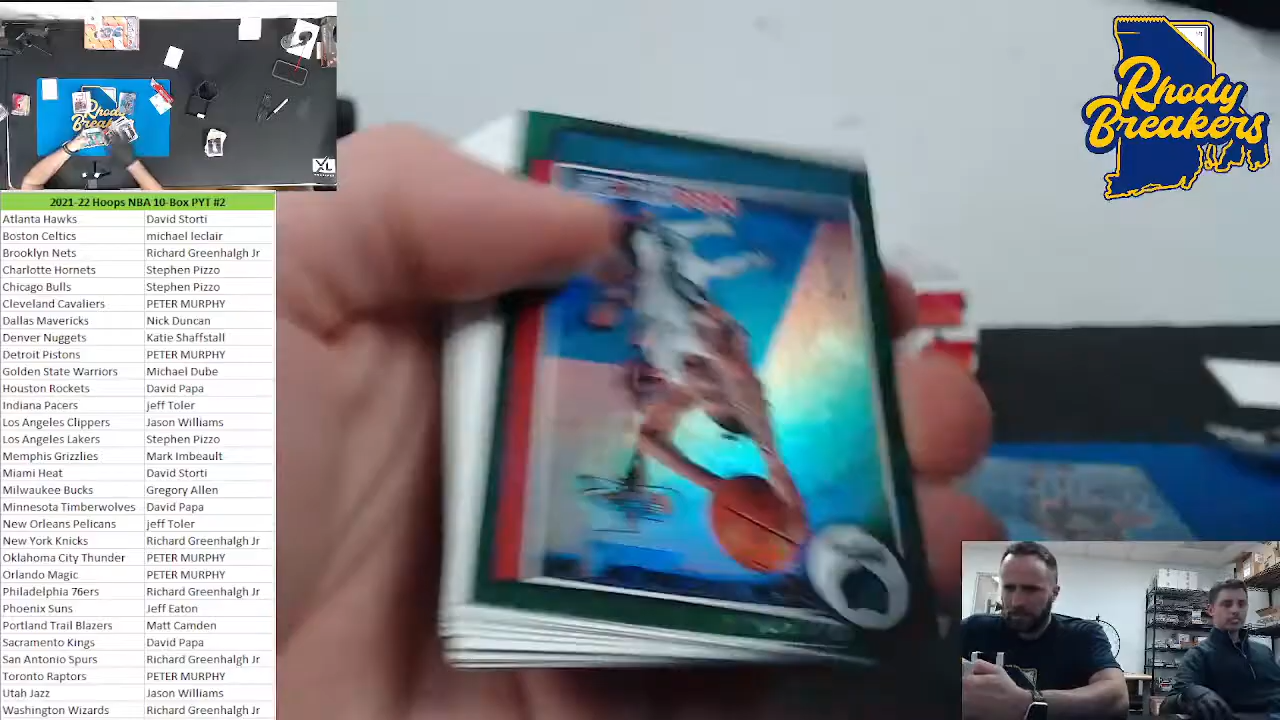 Rhody
Breakers
XL
2021-22 Hoops NBA 10-Box PYT #2
Atlanta Hawks David Storti
Boston Celtics michael leclair
Brooklyn Nets Richard Greenhalgh Jr
Charlotte Hornets Stephen Pizzo
Chicago Bulls Stephen Pizzo
Cleveland Cavaliers PETER MURPHY
Dallas Mavericks Nick Duncan
Denver Nuggets Katie Shaffstall
Detroit Pistons PETER MURPHY
Golden State Warriors Michael Dube
Houston Rockets David Papa
Indiana Pacers jeff Toler
Los Angeles Clippers Jason Williams
Los Angeles Lakers Stephen Pizzo
Memphis Grizzlies Mark Imbeault
Miami Heat David Storti
Milwaukee Bucks Gregory Allen
Minnesota Timberwolves David Papa
New Orleans Pelicans jeff Toler
New York Knicks Richard Greenhalgh Jr
Oklahoma City Thunder PETER MURPHY
Orlando Magic PETER MURPHY
Philadelphia 76ers Richard Greenhalgh Jr
Phoenix Suns Jeff Eaton
Portland Trail Blazers Matt Camden
Sacramento Kings David Papa
San Antonio Spurs Richard Greenhalgh Jr
Toronto Raptors PETER MURPHY
Utah Jazz Jason Williams
Washington Wizards Richard Greenhalgh Jr
Rhody
Breakers